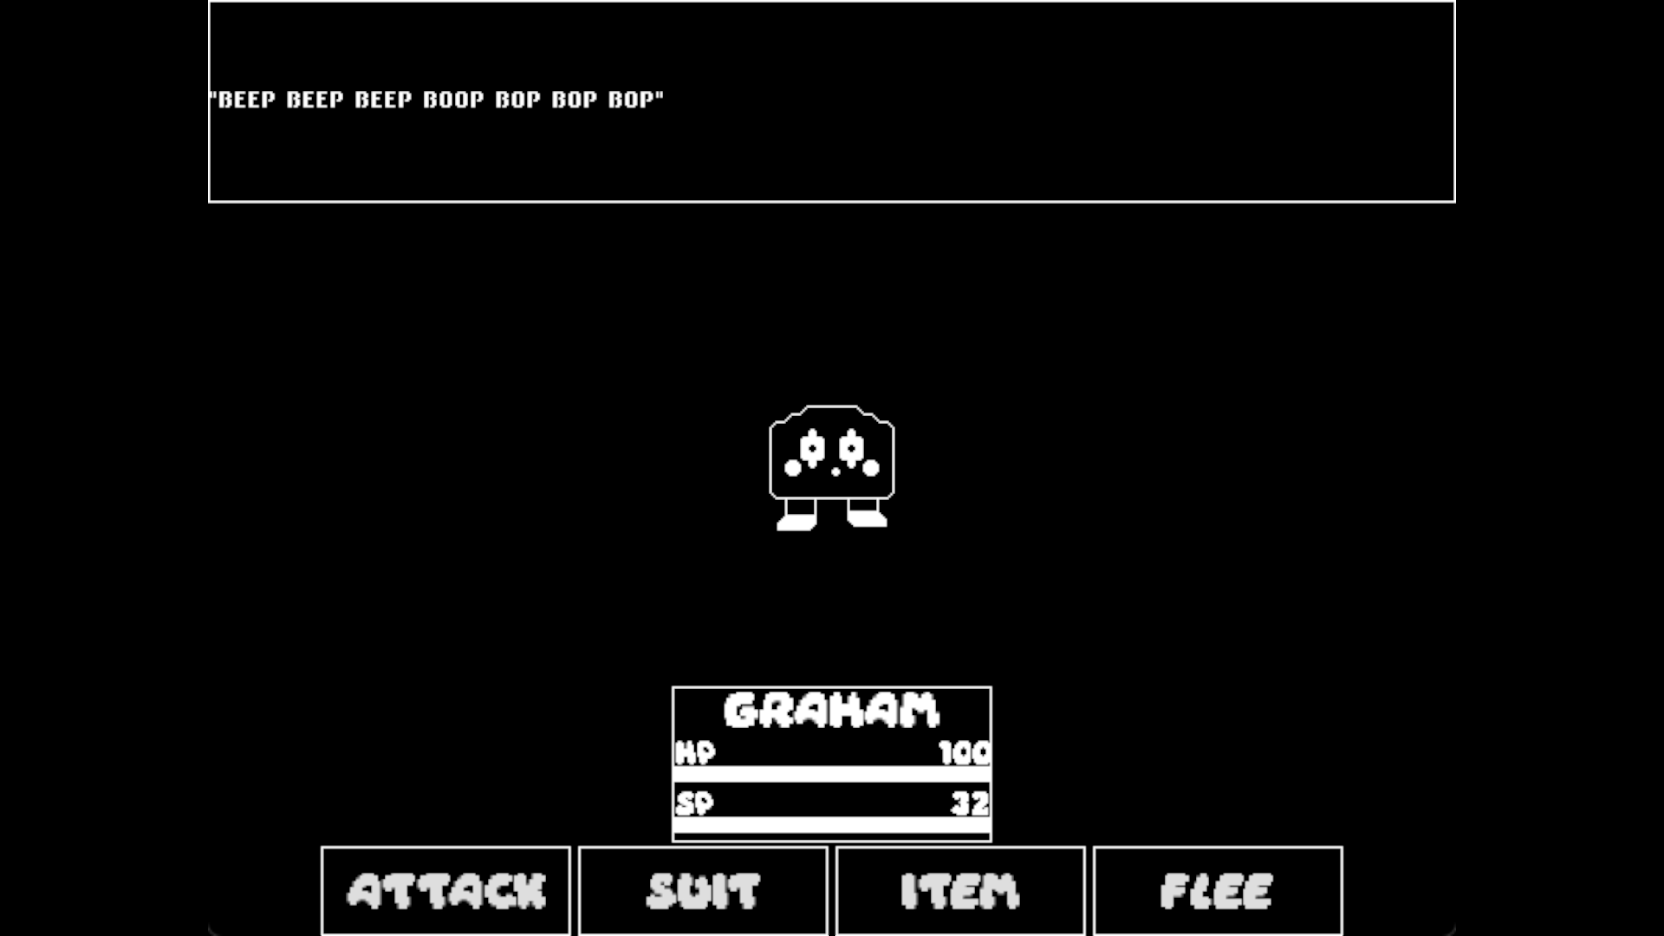 "BEEP BEEP BEEP BOOP BOP BOP BOP"
GRAHAM
HP 100
SP 32
ATTACK SUIT ITEM FLEE